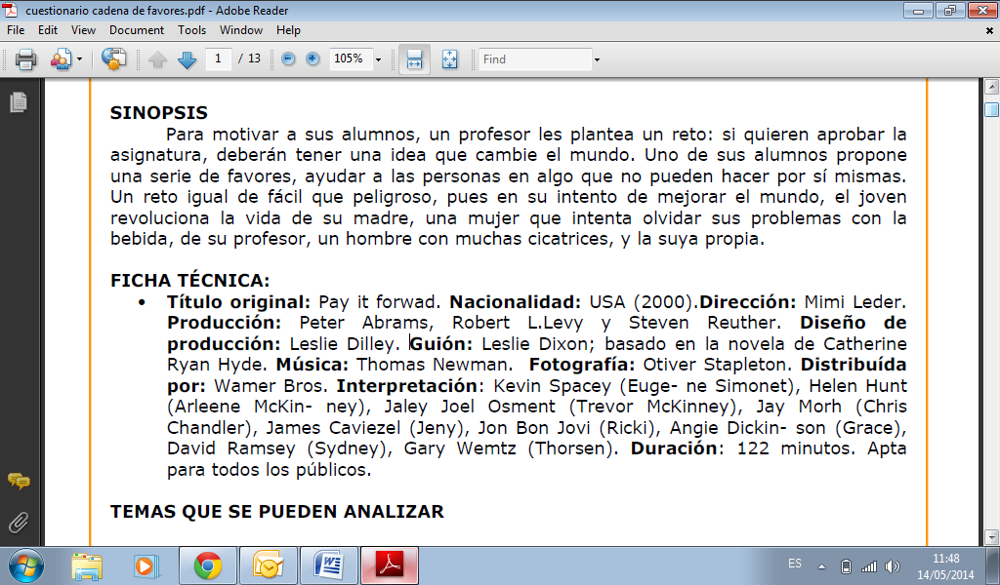 cuestionario cadena de favores.pdf - Adobe Reader
File Edit View Document Tools Window Help
1 / 13 105% Find
SINOPSIS
Para motivar a sus alumnos, un profesor les plantea un reto: si quieren aprobar la
asignatura, deberán tener una idea que cambie el mundo. Uno de sus alumnos propone
una serie de favores, ayudar a las personas en algo que no pueden hacer por sí mismas.
Un reto igual de fácil que peligroso, pues en su intento de mejorar el mundo, el joven
revoluciona la vida de su madre, una mujer que intenta olvidar sus problemas con la
bebida, de su profesor, un hombre con muchas cicatrices, y la suya propia.
FICHA TÉCNICA:
• Título original: Pay it forwad. Nacionalidad: USA (2000).Dirección: Mimi Leder.
Producción: Peter Abrams, Robert L.Levy y Steven Reuther. Diseño de
producción: Leslie Dilley. Guión: Leslie Dixon; basado en la novela de Catherine
Ryan Hyde. Música: Thomas Newman. Fotografía: Otiver Stapleton. Distribuída
por: Wamer Bros. Interpretación: Kevin Spacey (Euge- ne Simonet), Helen Hunt
(Arleene McKin- ney), Jaley Joel Osment (Trevor McKinney), Jay Morh (Chris
Chandler), James Caviezel (Jeny), Jon Bon Jovi (Ricki), Angie Dickin- son (Grace),
David Ramsey (Sydney), Gary Wemtz (Thorsen). Duración: 122 minutos. Apta
para todos los públicos.
TEMAS QUE SE PUEDEN ANALIZAR
ES 11:48
14/05/2014